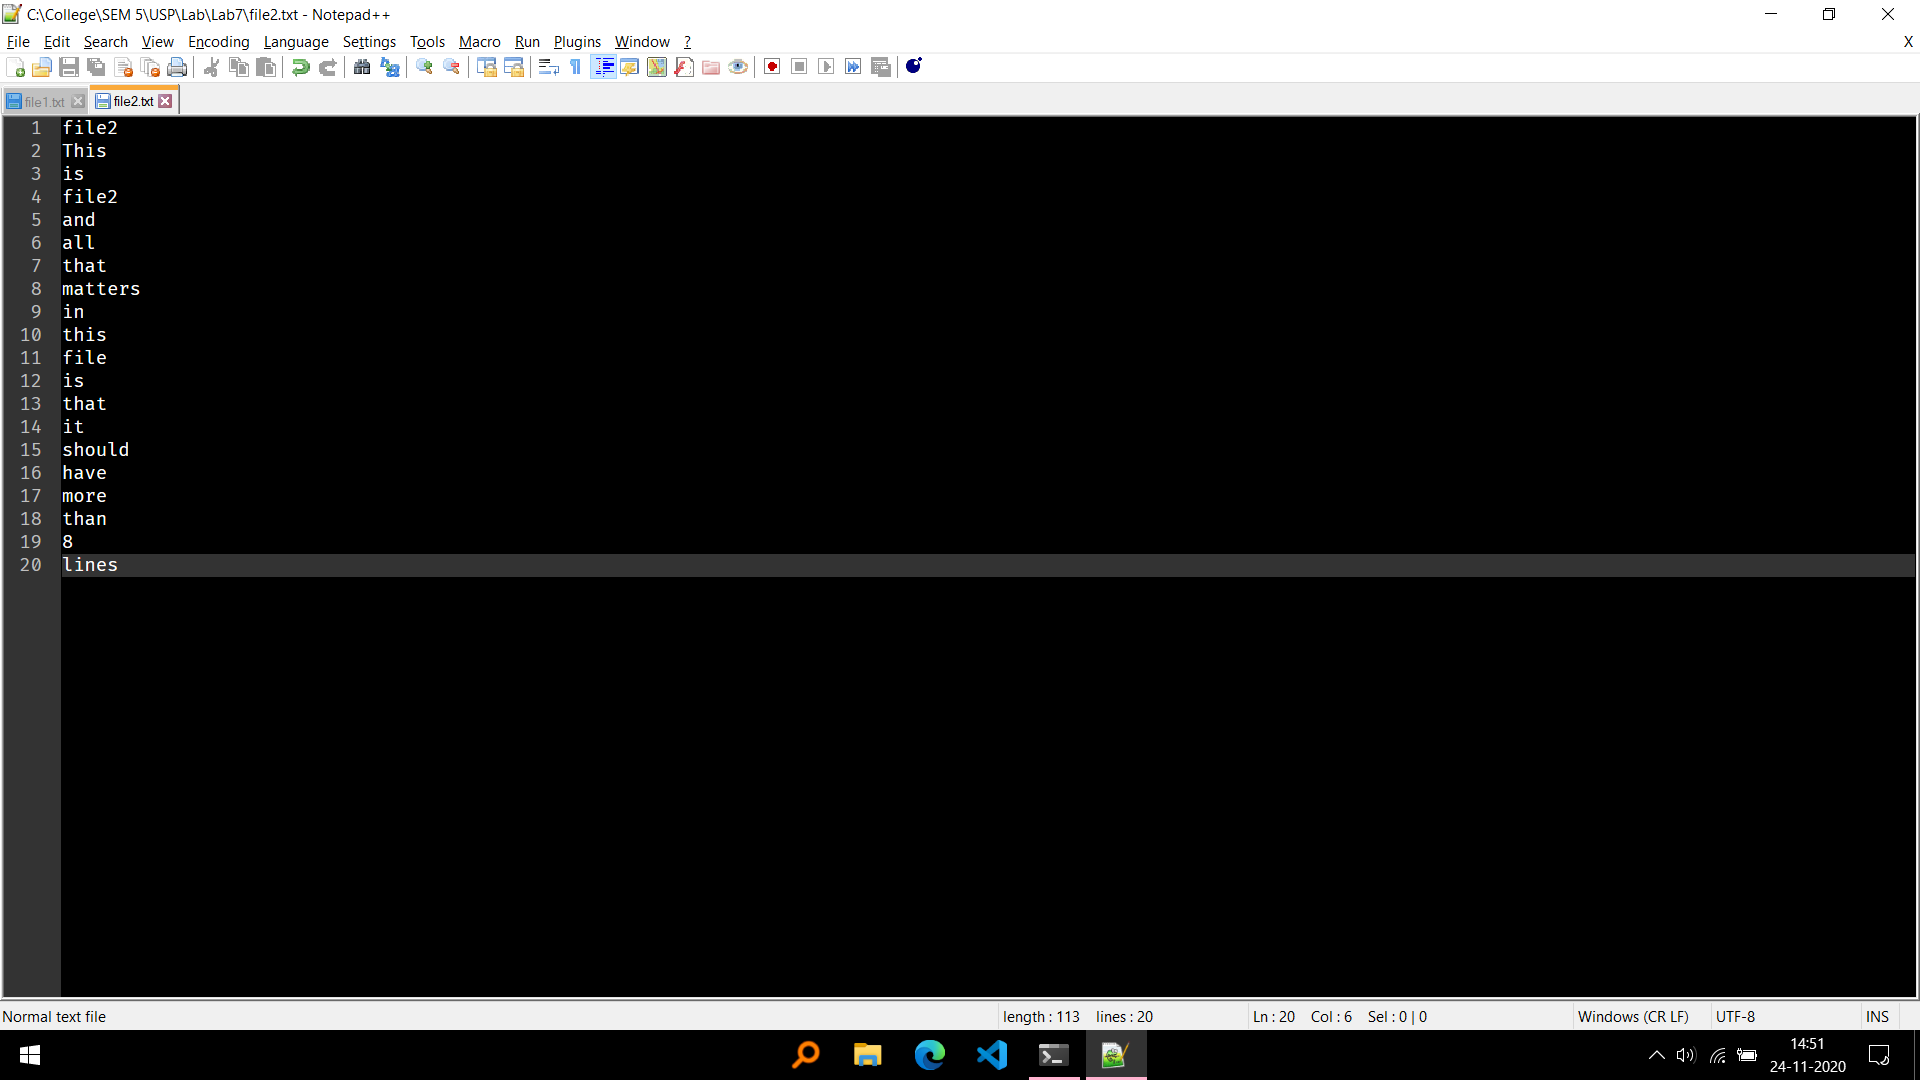 C:\College\SEM 5\USP\Lab\Lab7\file2.txt - Notepad++
File Edit Search View Encoding Language Settings Tools Macro Run Plugins Window ? X
file1.txt file2.txt
1 file2
2 This
3 is
4 file2
5 and
6 all
7 that
8 matters
9 in
10 this
11 file
12 is
13 that
14 it
15 should
16 have
17 more
18 than
19 8
20 lines
Normal text file length : 113 lines : 20 Ln : 20 Col : 6 Sel : 0 | 0 Windows (CR LF) UTF-8 INS
14:51
24-11-2020